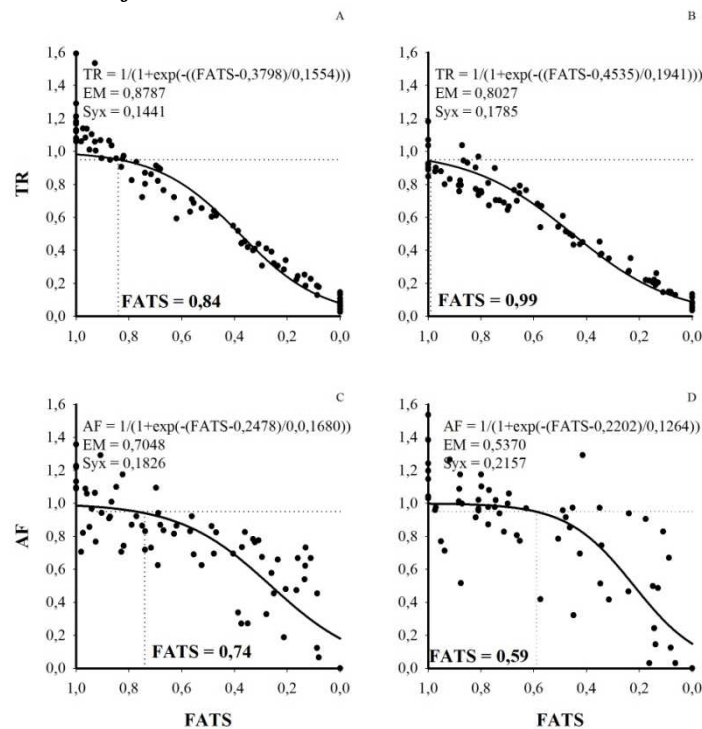 A
1,6
1,4
1,2
1,0
0,8
0,6
0,4
0,2
0,0
TR
TR = 1/(1+exp(-((FATS-0,3798)/0,1554)))
EM = 0,8787
Syx = 0,1441
FATS = 0,84
1,0 0,8 0,6 0,4 0,2 0,0
B
1,6
1,4
1,2
1,0
0,8
0,6
0,4
0,2
0,0
TR = 1/(1+exp(-((FATS-0,4535)/0,1941)))
EM = 0,8027
Syx = 0,1785
FATS = 0,99
1,0 0,8 0,6 0,4 0,2 0,0
C
1,6
1,4
1,2
1,0
0,8
0,6
0,4
0,2
0,0
AF
AF = 1/(1+exp(-(FATS-0,2478)/0,0,1680))
EM = 0,7048
Syx = 0,1826
FATS = 0,74
1,0 0,8 0,6 0,4 0,2 0,0
FATS
D
1,6
1,4
1,2
1,0
0,8
0,6
0,4
0,2
0,0
AF = 1/(1+exp(-(FATS-0,2202)/0,1264))
EM = 0,5370
Syx = 0,2157
FATS = 0,59
1,0 0,8 0,6 0,4 0,2 0,0
FATS